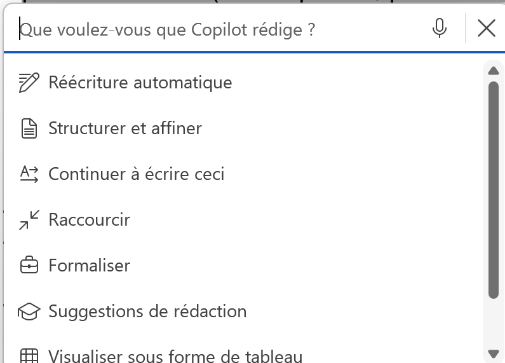 Que voulez-vous que Copilot rédige ?
Réécriture automatique
Structurer et affiner
Continuer à écrire ceci
Raccourcir
Formaliser
Suggestions de rédaction
Visualiser sous forme de tableau